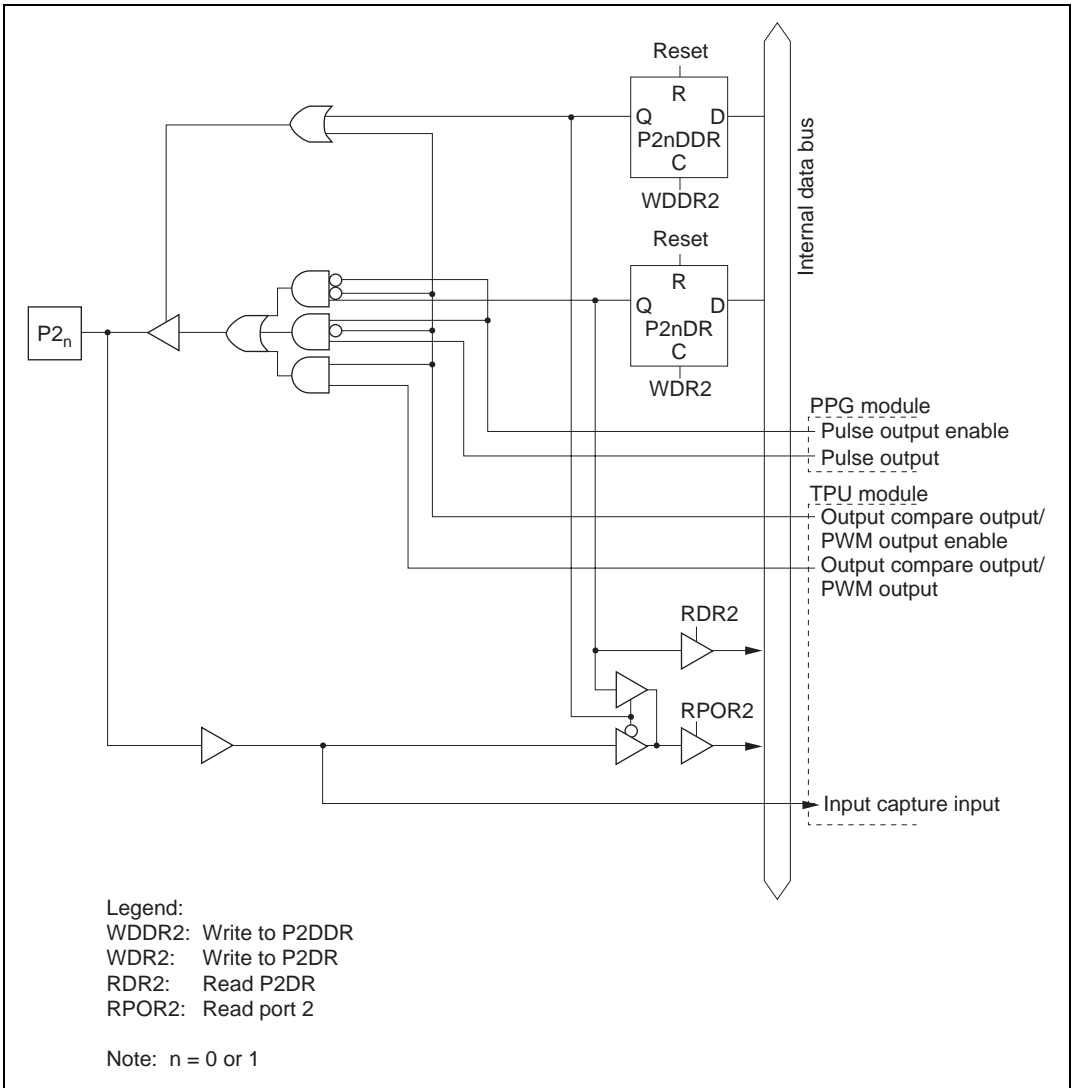 Reset
R
Q D
P2nDDR
C
WDDR2
Internal data bus
Reset
R
Q D
P2nDR
C
WDR2
P2n
PPG module
Pulse output enable
Pulse output
TPU module
Output compare output/
PWM output enable
Output compare output/
PWM output
RDR2
RPOR2
Input capture input
Legend:
WDDR2: Write to P2DDR
WDR2: Write to P2DR
RDR2: Read P2DR
RPOR2: Read port 2
Note: n = 0 or 1